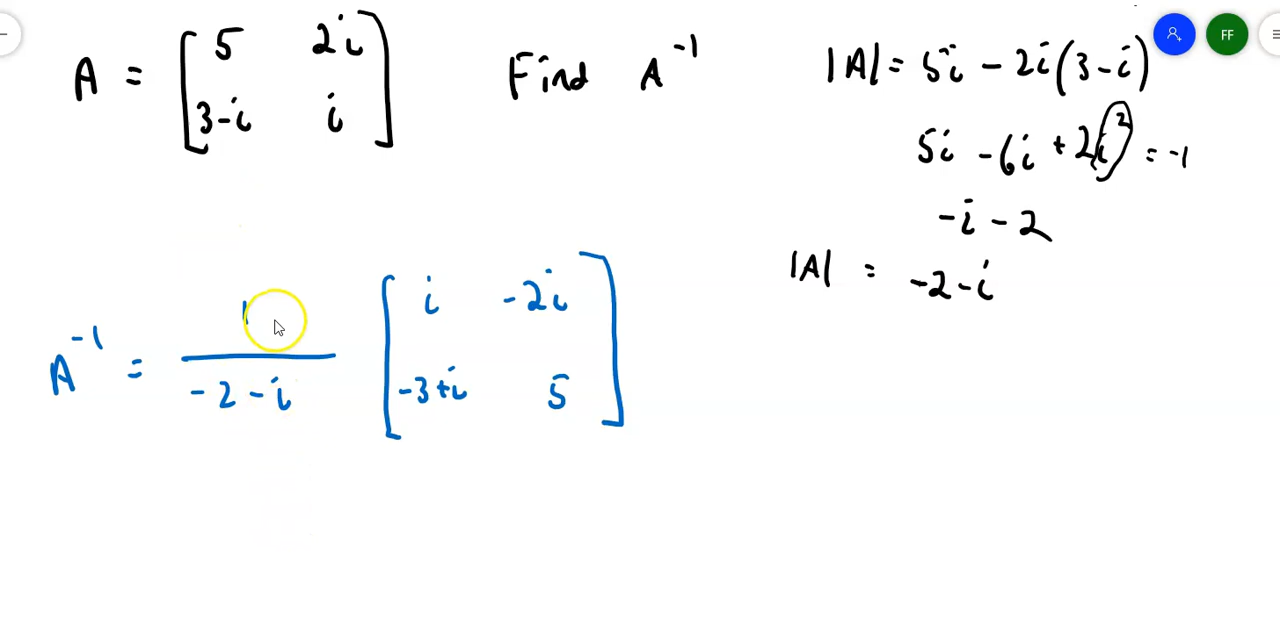 A = [ 5 2i
3-i i ]
Find A^-1
|A| = 5i - 2i(3-i)
5i - 6i + 2i^2 = -1
-i - 2
|A| = -2 - i
A^-1 = 1 / (-2 - i) [ i -2i
-3+i 5 ]
FF